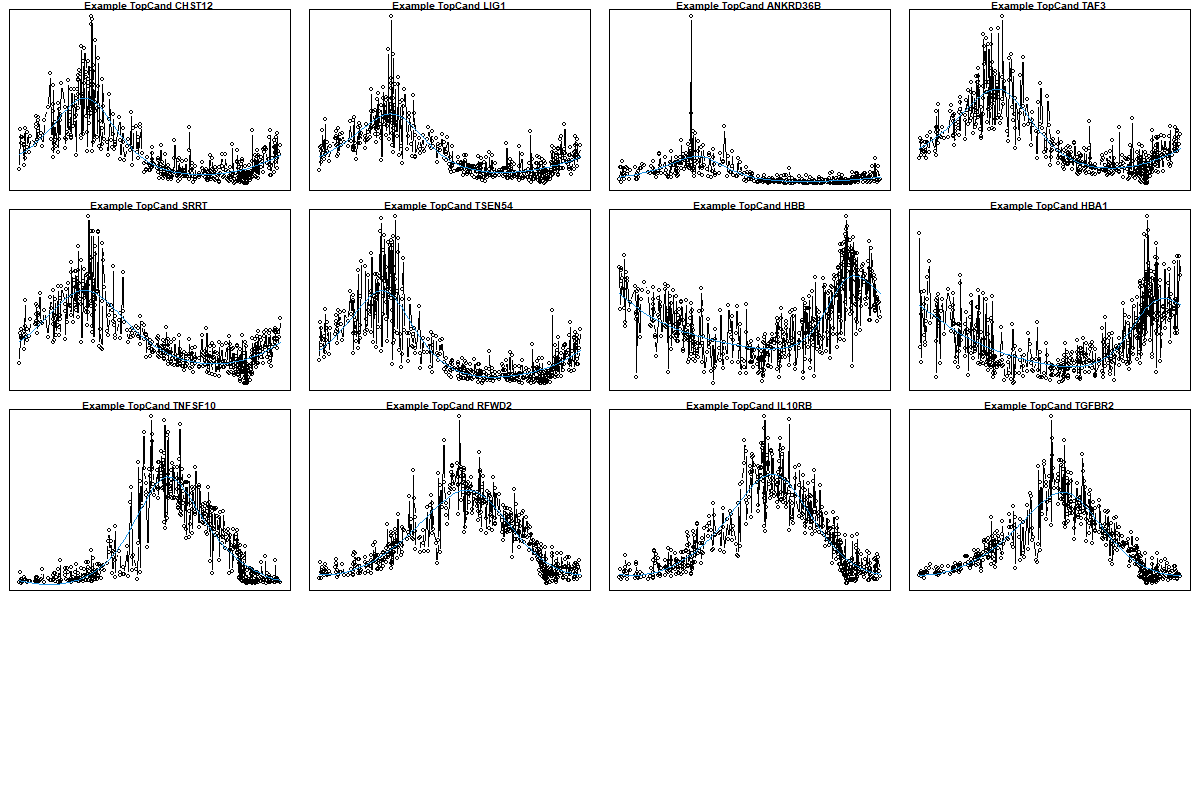 Example TopCand CHST12
Example TopCand LIG1
Example TopCand ANKRD36B
Example TopCand TAF3
Example TopCand SRRT
Example TopCand TSEN54
Example TopCand HBB
Example TopCand HBA1
Example TopCand TNFSF10
Example TopCand RFWD2
Example TopCand IL10RB
Example TopCand TGFBR2